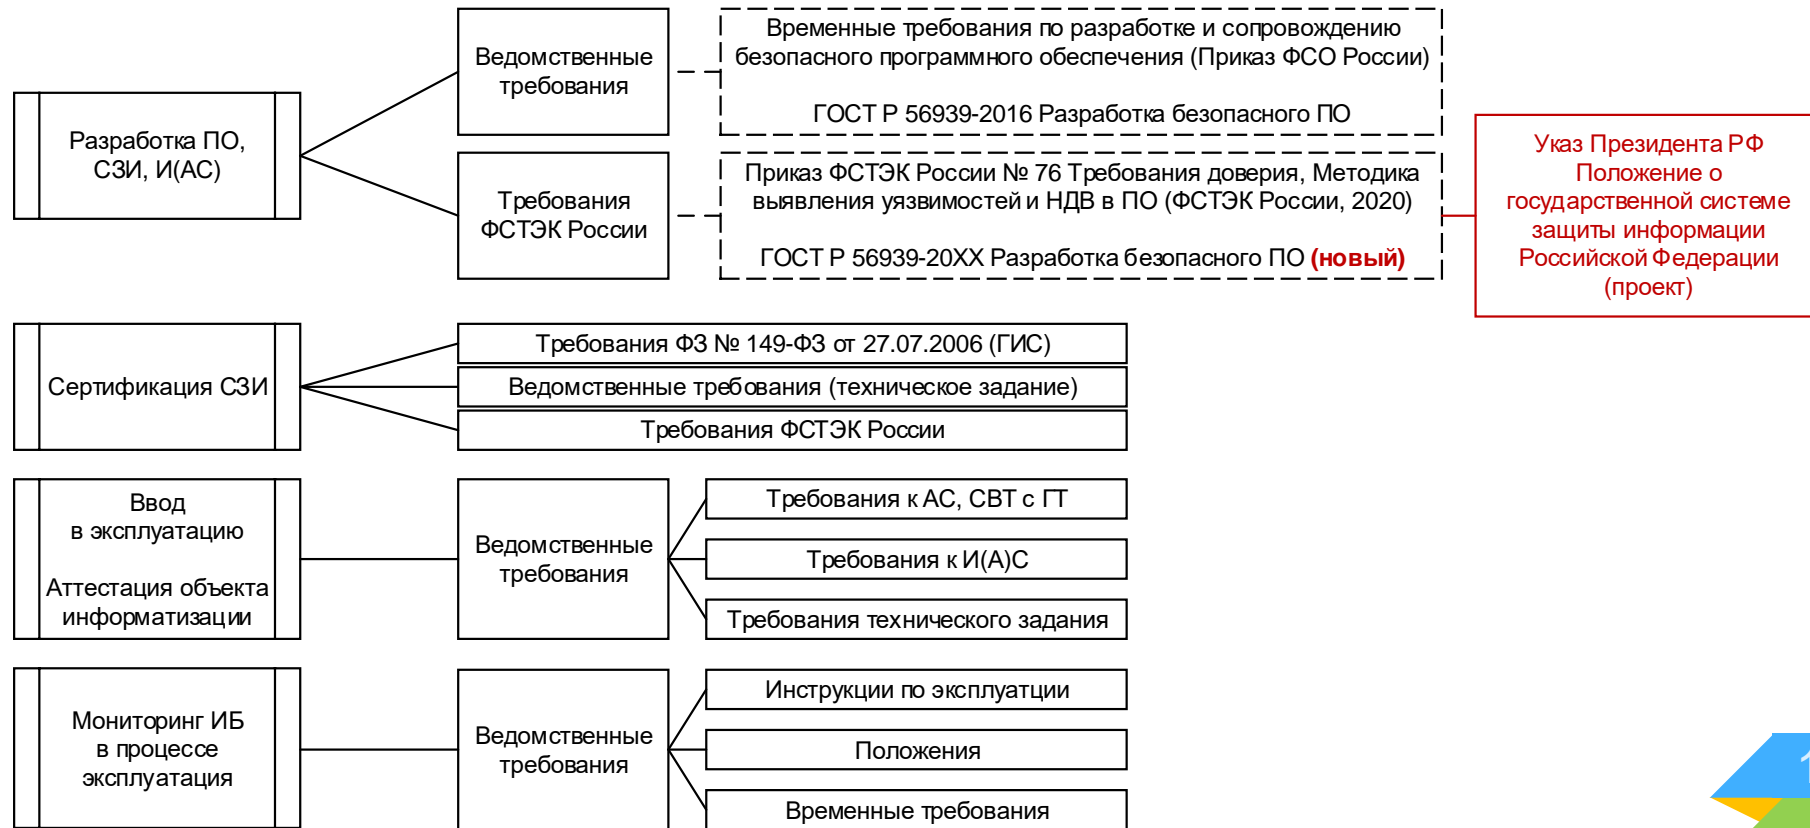 Разработка ПО,
СЗИ, И(АС)
Ведомственные
требования
Временные требования по разработке и сопровождению
безопасного программного обеспечения (Приказ ФСО России)
ГОСТ Р 56939-2016 Разработка безопасного ПО
Требования
ФСТЭК России
Приказ ФСТЭК России № 76 Требования доверия, Методика
выявления уязвимостей и НДВ в ПО (ФСТЭК России, 2020)
ГОСТ Р 56939-20XX Разработка безопасного ПО (новый)
Указ Президента РФ
Положение о
государственной системе
защиты информации
Российской Федерации
(проект)
Сертификация СЗИ
Требования ФЗ № 149-ФЗ от 27.07.2006 (ГИС)
Ведомственные требования (техническое задание)
Требования ФСТЭК России
Ввод
в эксплуатацию
Аттестация объекта
информатизации
Ведомственные
требования
Требования к АС, СВТ с ГТ
Требования к И(А)С
Требования технического задания
Мониторинг ИБ
в процессе
эксплуатация
Ведомственные
требования
Инструкции по эксплуатции
Положения
Временные требования